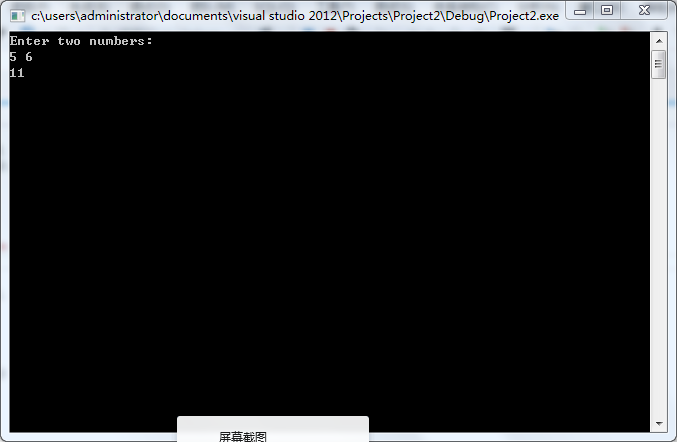 c:\users\administrator\documents\visual studio 2012\Projects\Project2\Debug\Project2.exe
Enter two numbers:
5 6
11
屏幕截图